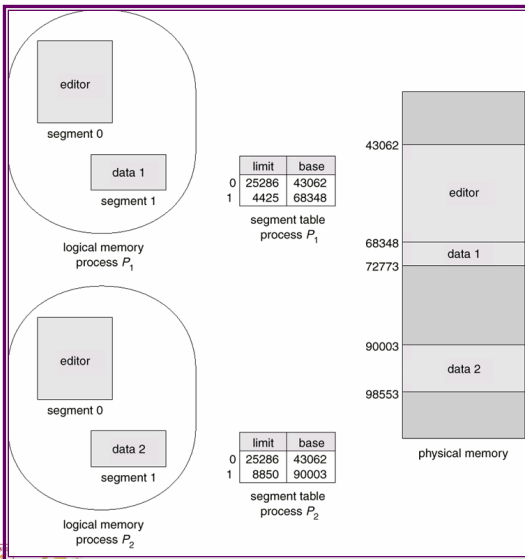 editor
segment 0
data 1
segment 1
logical memory
process P1
limit base
0 25286 43062
1 4425 68348
segment table
process P1
editor
segment 0
data 2
segment 1
logical memory
process P2
limit base
0 25286 43062
1 8850 90003
segment table
process P2
43062
editor
68348
data 1
72773
90003
data 2
98553
physical memory